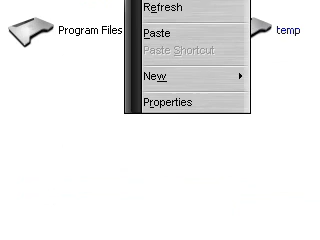 Refresh
Program Files
temp
Paste
Paste Shortcut
New
Properties